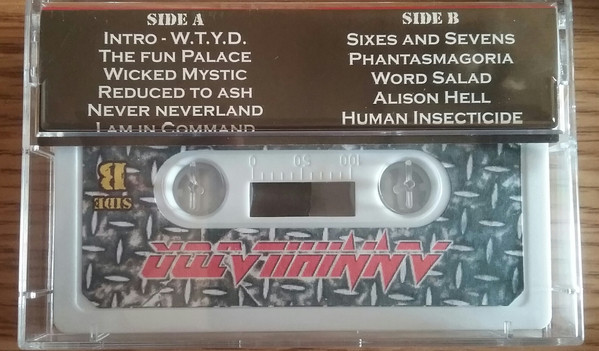 SIDE A
INTRO - W.T.Y.D.
THE FUN PALACE
WICKED MYSTIC
REDUCED TO ASH
NEVER NEVERLAND
I AM IN COMMAND
SIDE B
SIXES AND SEVENS
PHANTASMAGORIA
WORD SALAD
ALISON HELL
HUMAN INSECTICIDE
0 50 100
SIDE
B
ANNIHILATOR